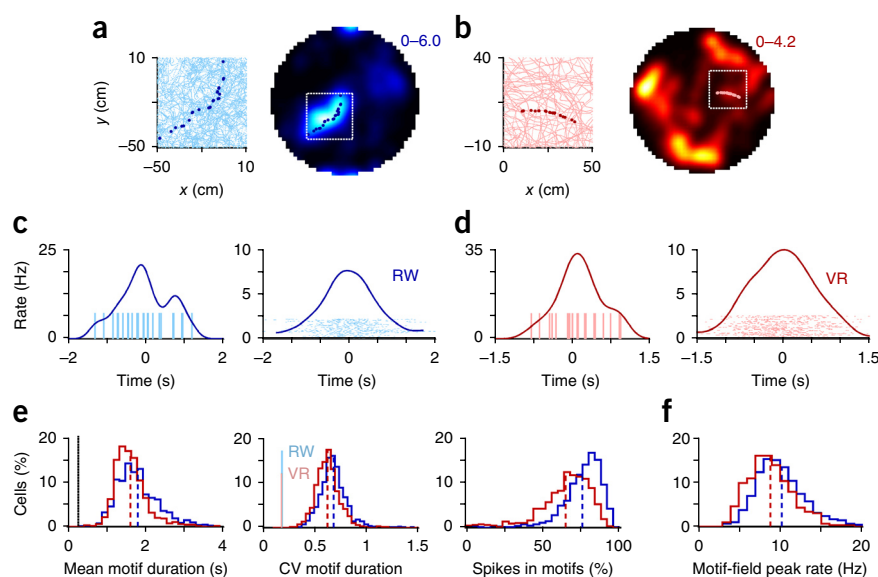 a
0–6.0
b
0–4.2
10
40
y (cm)
−50
−10
−50
10
0
50
x (cm)
x (cm)
c
d
25
10
RW
35
10
VR
Rate (Hz)
5
5
0
0
0
0
−2
0
2
−2
0
2
−1.5
0
1.5
−1.5
0
1.5
Time (s)
Time (s)
Time (s)
Time (s)
e
f
20
20
20
20
RW
VR
Cells (%)
10
10
10
10
0
0
0
0
0
2
4
0
0.5
1.0
1.5
0
50
100
0
10
20
Mean motif duration (s)
CV motif duration
Spikes in motifs (%)
Motif-field peak rate (Hz)